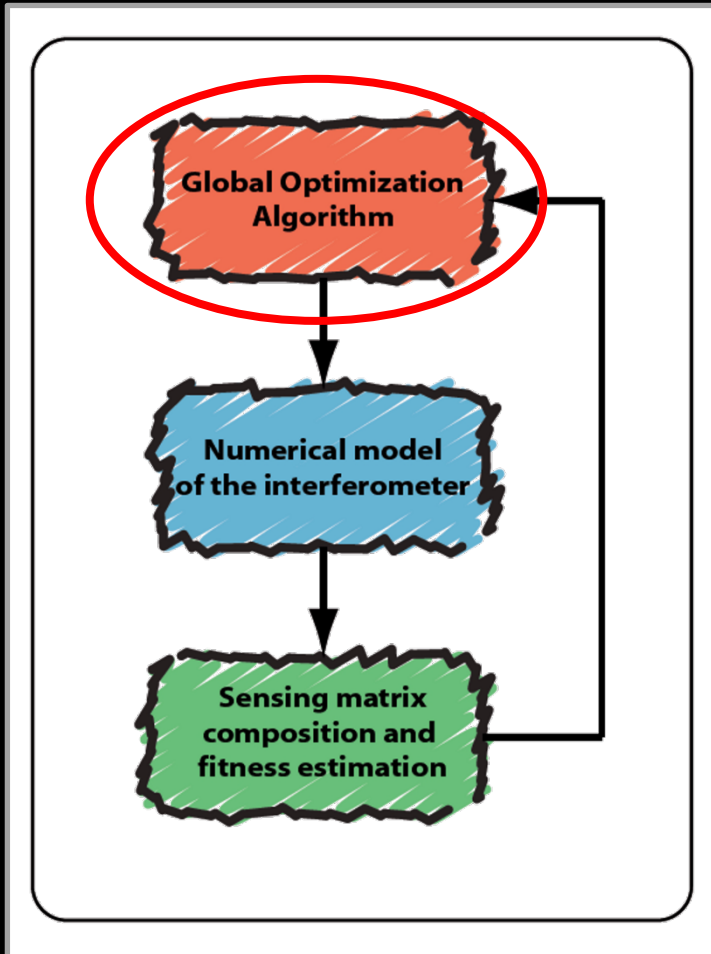 Global Optimization
Algorithm
Numerical model
of the interferometer
Sensing matrix
composition and
fitness estimation